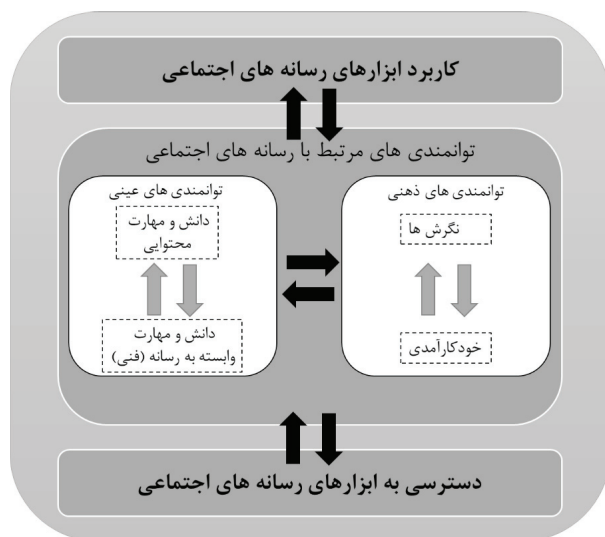 کاربرد ابزارهای رسانه های اجتماعی
توانمندی های مرتبط با رسانه های اجتماعی
توانمندی های ذهنی
نگرش ها
خودکارآمدی
توانمندی های عینی
دانش و مهارت
محتوایی
دانش و مهارت
وابسته به رسانه (فنی)
دسترسی به ابزارهای رسانه های اجتماعی